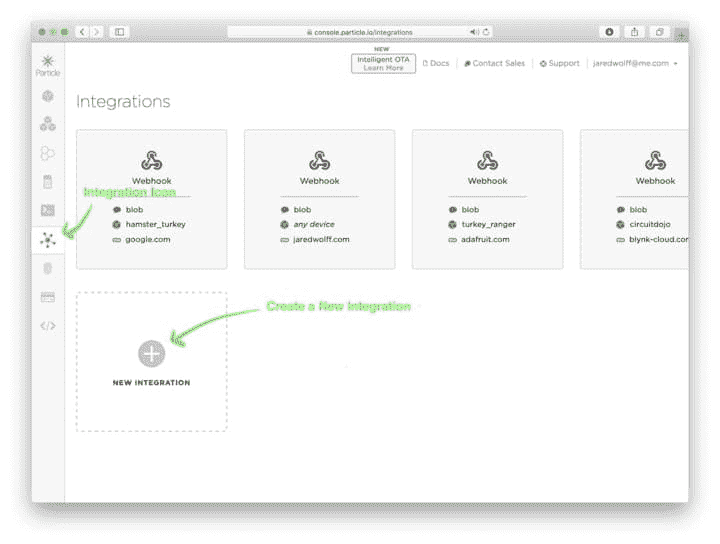 console.particle.io/integrations
NEW
Intelligent OTA
Learn More
Docs
Contact Sales
Support
jaredwolff@me.com
Particle
Integrations
Webhook
blob
hamster_turkey
google.com
Webhook
blob
any device
jaredwolff.com
Webhook
blob
turkey_ranger
adafruit.com
Webhook
blob
circuitdojo
blynk-cloud.com
Integration Icon
Create a New Integration
NEW INTEGRATION